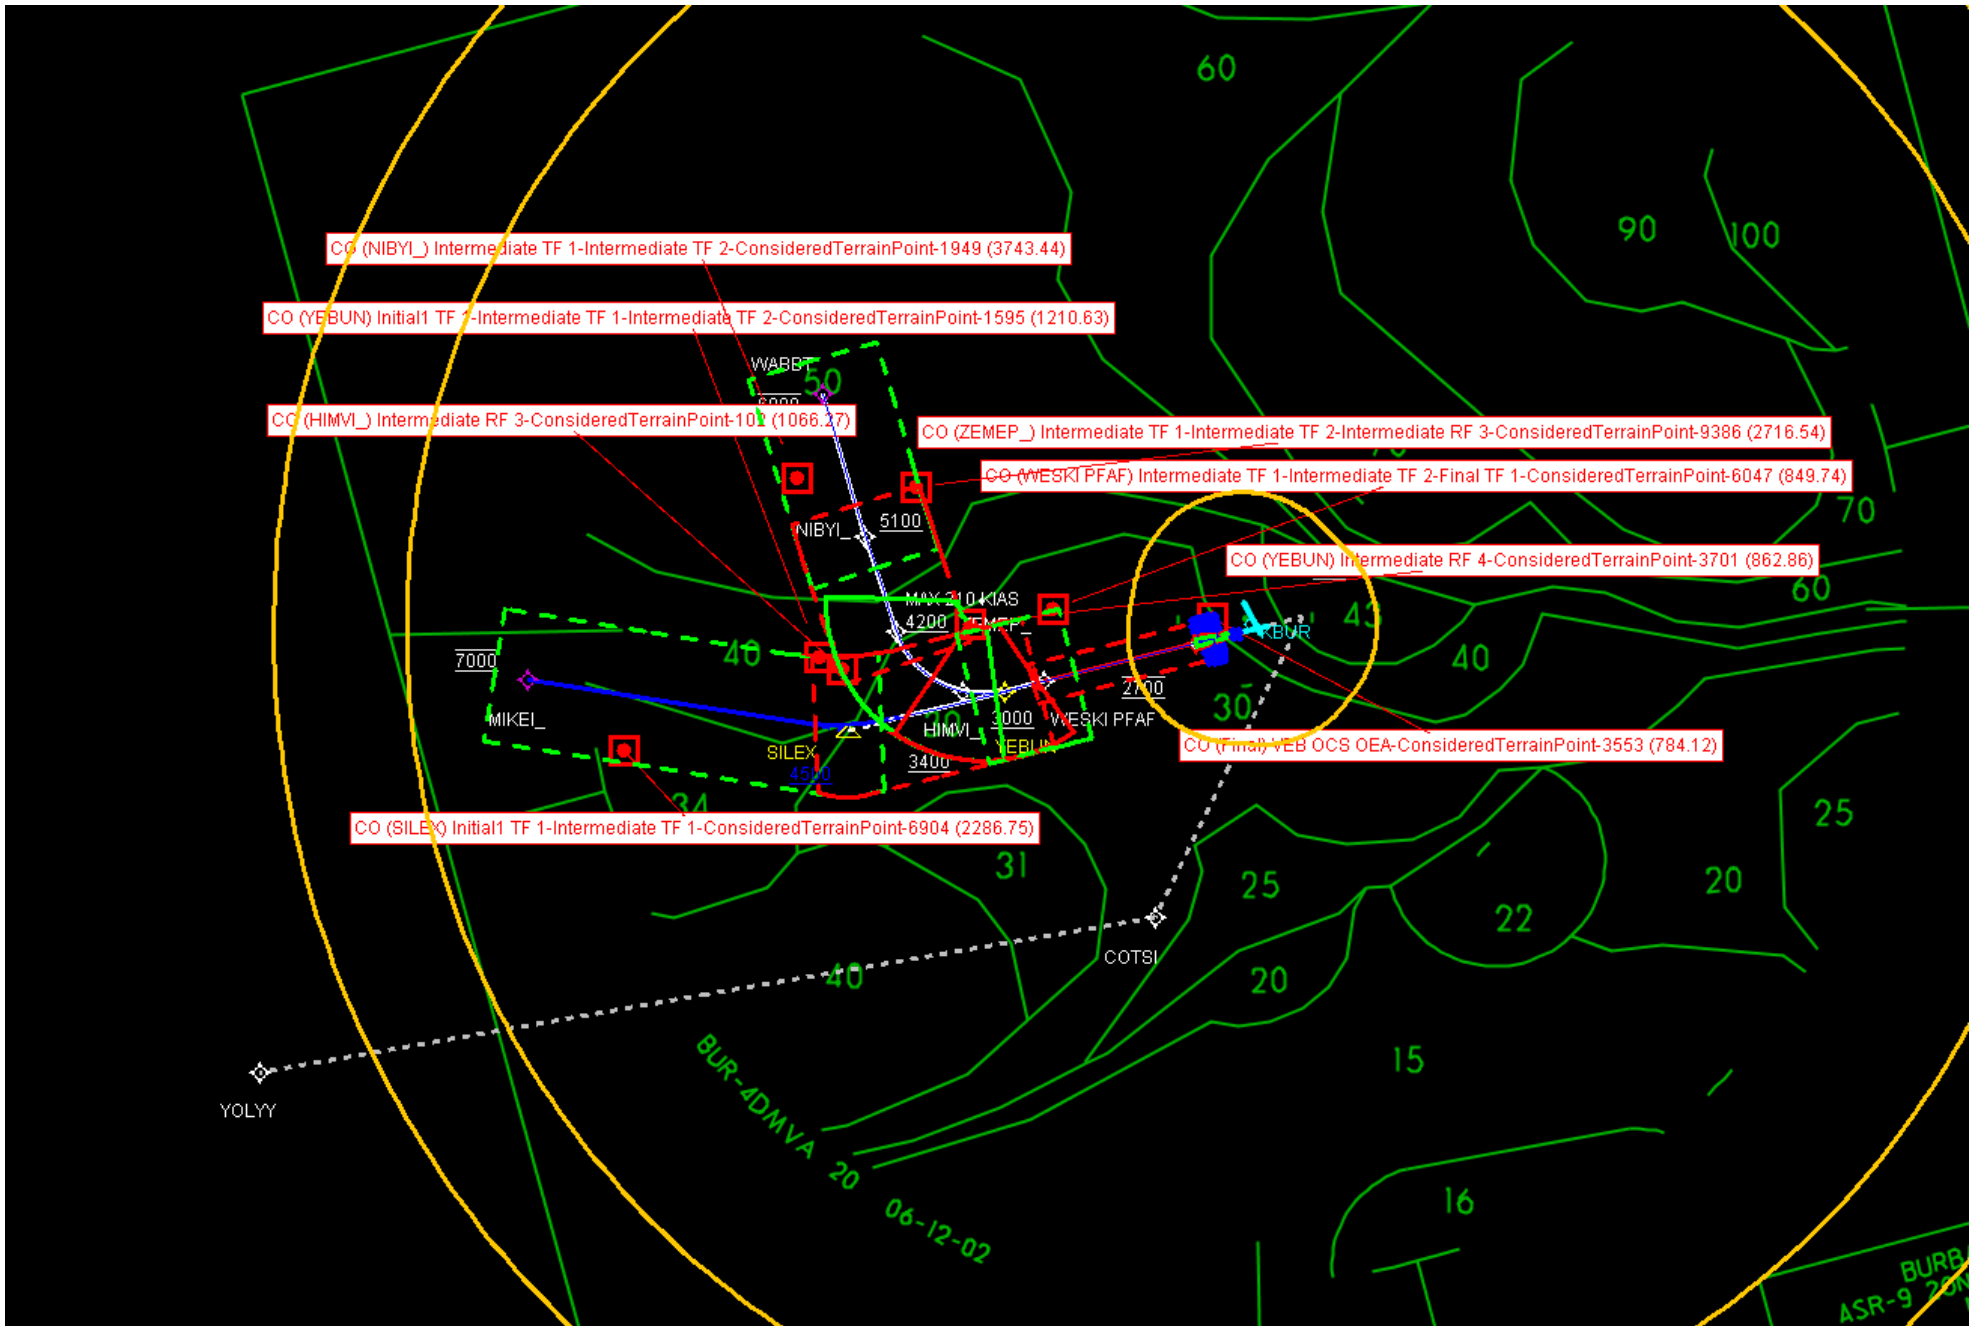 60
90
100
CO (NIBYI_) Intermediate TF 1-Intermediate TF 2-ConsideredTerrainPoint-1949 (3743.44)
CO (YEBUN) Initial1 TF 1-Intermediate TF 1-Intermediate TF 2-ConsideredTerrainPoint-1595 (1210.63)
WABBT
50
CO (HIMVI_) Intermediate RF 3-ConsideredTerrainPoint-102 (1066.27)
CO (ZEMEP_) Intermediate TF 1-Intermediate TF 2-Intermediate RF 3-ConsideredTerrainPoint-9386 (2716.54)
CO (WESKI PFAF) Intermediate TF 1-Intermediate TF 2-Final TF 1-ConsideredTerrainPoint-6047 (849.74)
70
NIBYI_
5100
CO (YEBUN) Intermediate RF 4-ConsideredTerrainPoint-3701 (862.86)
60
MAX 210 KIAS
4200
ZEMEP_
43
KBUR
7000
40
40
2700
30
MIKEI_
HIMVI_
3000
WESKI PFAF
SILEX
YEBUN
3400
4500
CO (Final) VEB OCS OEA-ConsideredTerrainPoint-3553 (784.12)
34
25
CO (SILEX) Initial1 TF 1-Intermediate TF 1-ConsideredTerrainPoint-6904 (2286.75)
31
25
20
22
COTSI
40
20
BUR-4DMVA 20 06-12-02
15
YOLYY
16
ASR-9